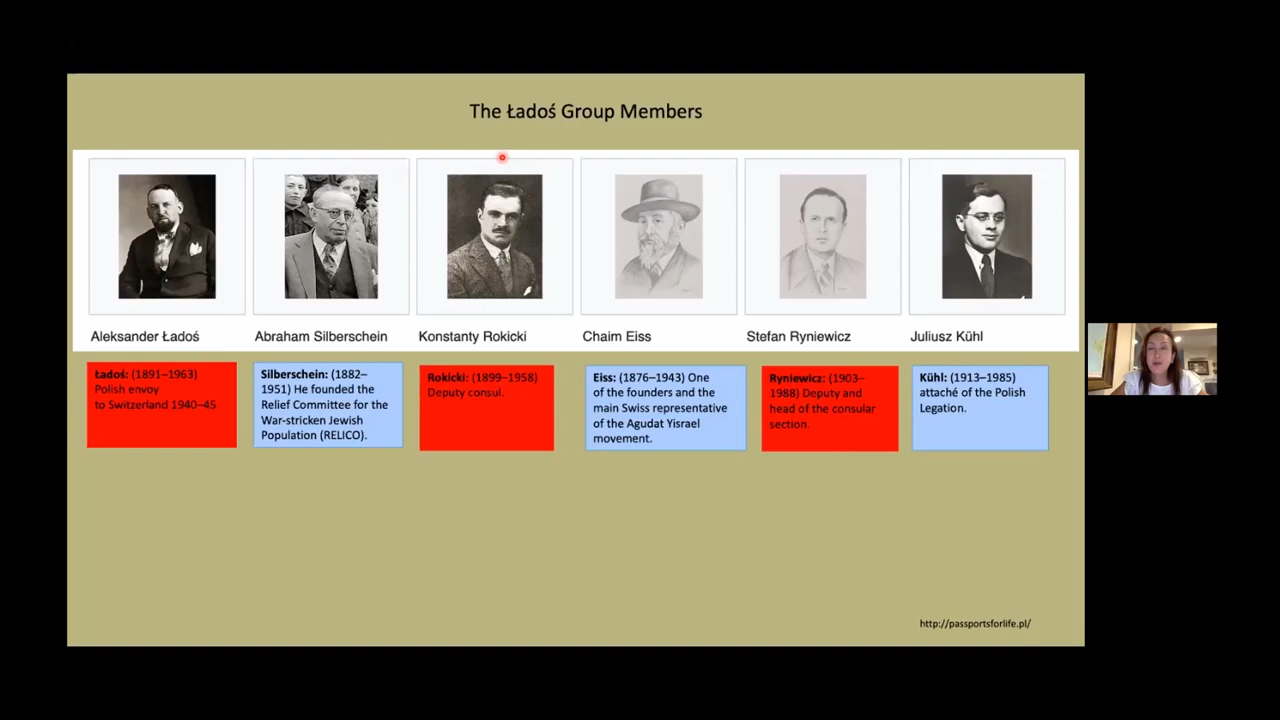 The Ładoś Group Members
Aleksander Ładoś
Abraham Silberschein
Konstanty Rokicki
Chaim Eiss
Stefan Ryniewicz
Juliusz Kühl
Ładoś: (1891–1963)
Polish envoy
to Switzerland 1940–45.
Silberschein: (1882–
1951) He founded the
Relief Committee for the
War-stricken Jewish
Population (RELICO).
Rokicki: (1899–1958)
Deputy consul.
Eiss: (1876–1943) One
of the founders and the
main Swiss representative
of the Agudat Yisrael
movement.
Ryniewicz: (1903–
1988) Deputy and
head of the consular
section.
Kühl: (1913–1985)
attaché of the Polish
Legation.
http://passportsforlife.pl/